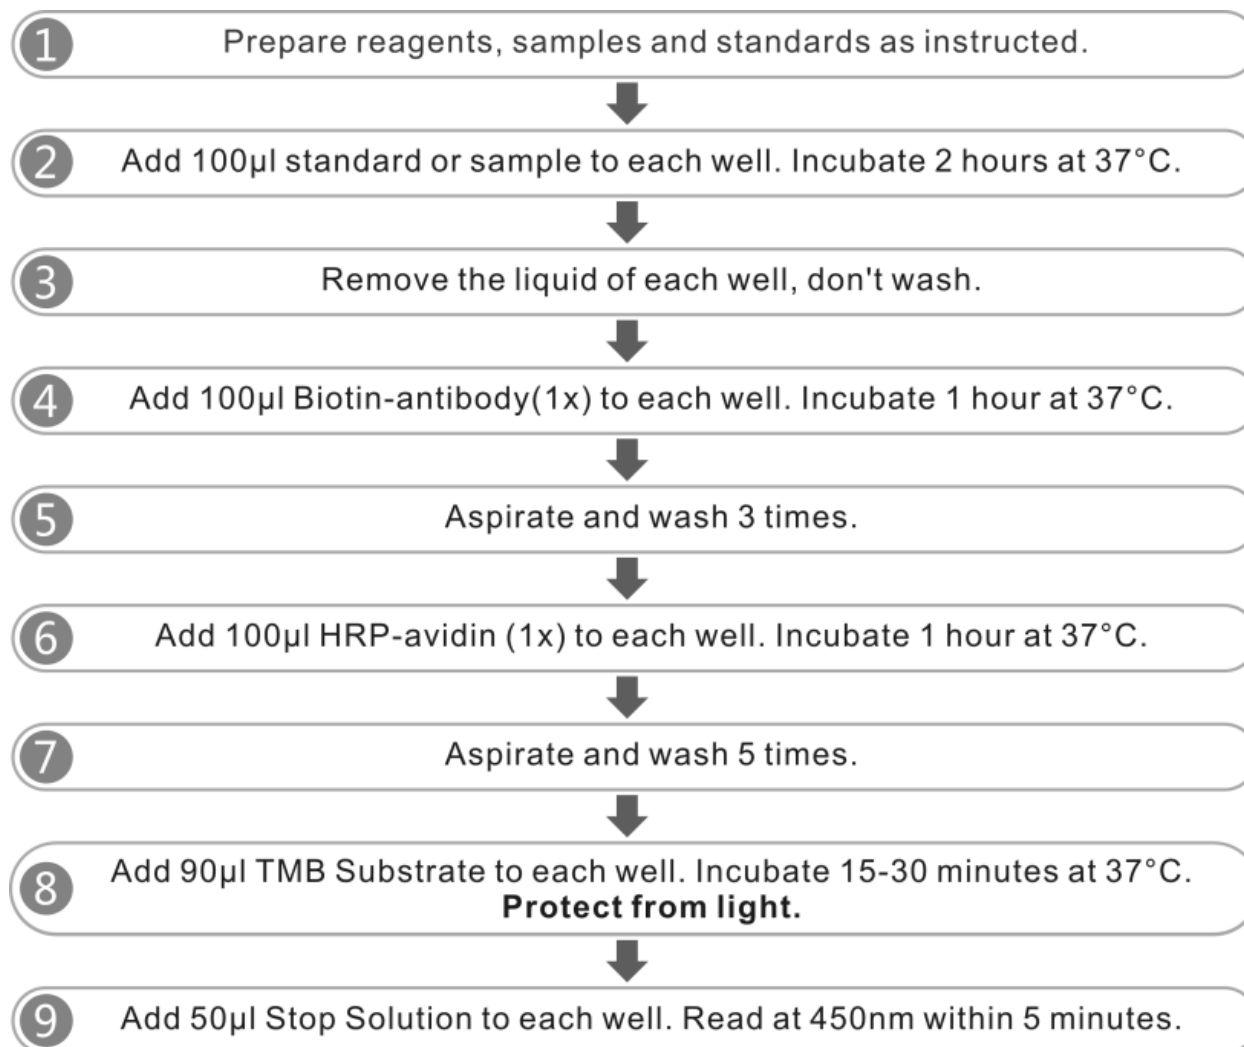 1 Prepare reagents, samples and standards as instructed.
2 Add 100µl standard or sample to each well. Incubate 2 hours at 37°C.
3 Remove the liquid of each well, don't wash.
4 Add 100µl Biotin-antibody(1x) to each well. Incubate 1 hour at 37°C.
5 Aspirate and wash 3 times.
6 Add 100µl HRP-avidin (1x) to each well. Incubate 1 hour at 37°C.
7 Aspirate and wash 5 times.
8 Add 90µl TMB Substrate to each well. Incubate 15-30 minutes at 37°C.
Protect from light.
9 Add 50µl Stop Solution to each well. Read at 450nm within 5 minutes.